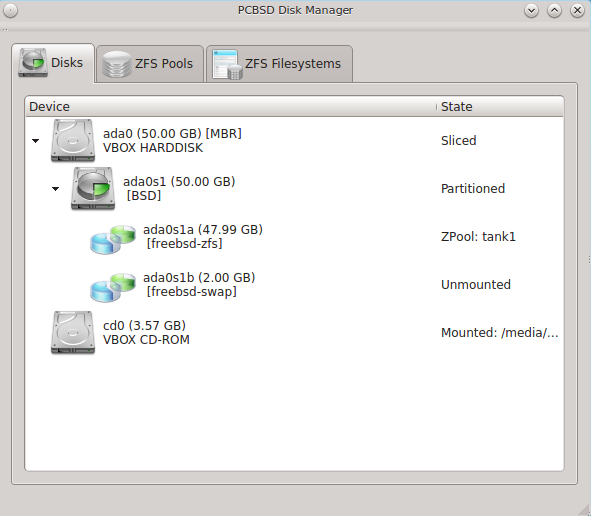 PCBSD Disk Manager
Disks ZFS Pools ZFS Filesystems
Device State
ada0 (50.00 GB) [MBR]
VBOX HARDDISK
Sliced
ada0s1 (50.00 GB)
[BSD]
Partitioned
ada0s1a (47.99 GB)
[freebsd-zfs]
ZPool: tank1
ada0s1b (2.00 GB)
[freebsd-swap]
Unmounted
cd0 (3.57 GB)
VBOX CD-ROM
Mounted: /media/...